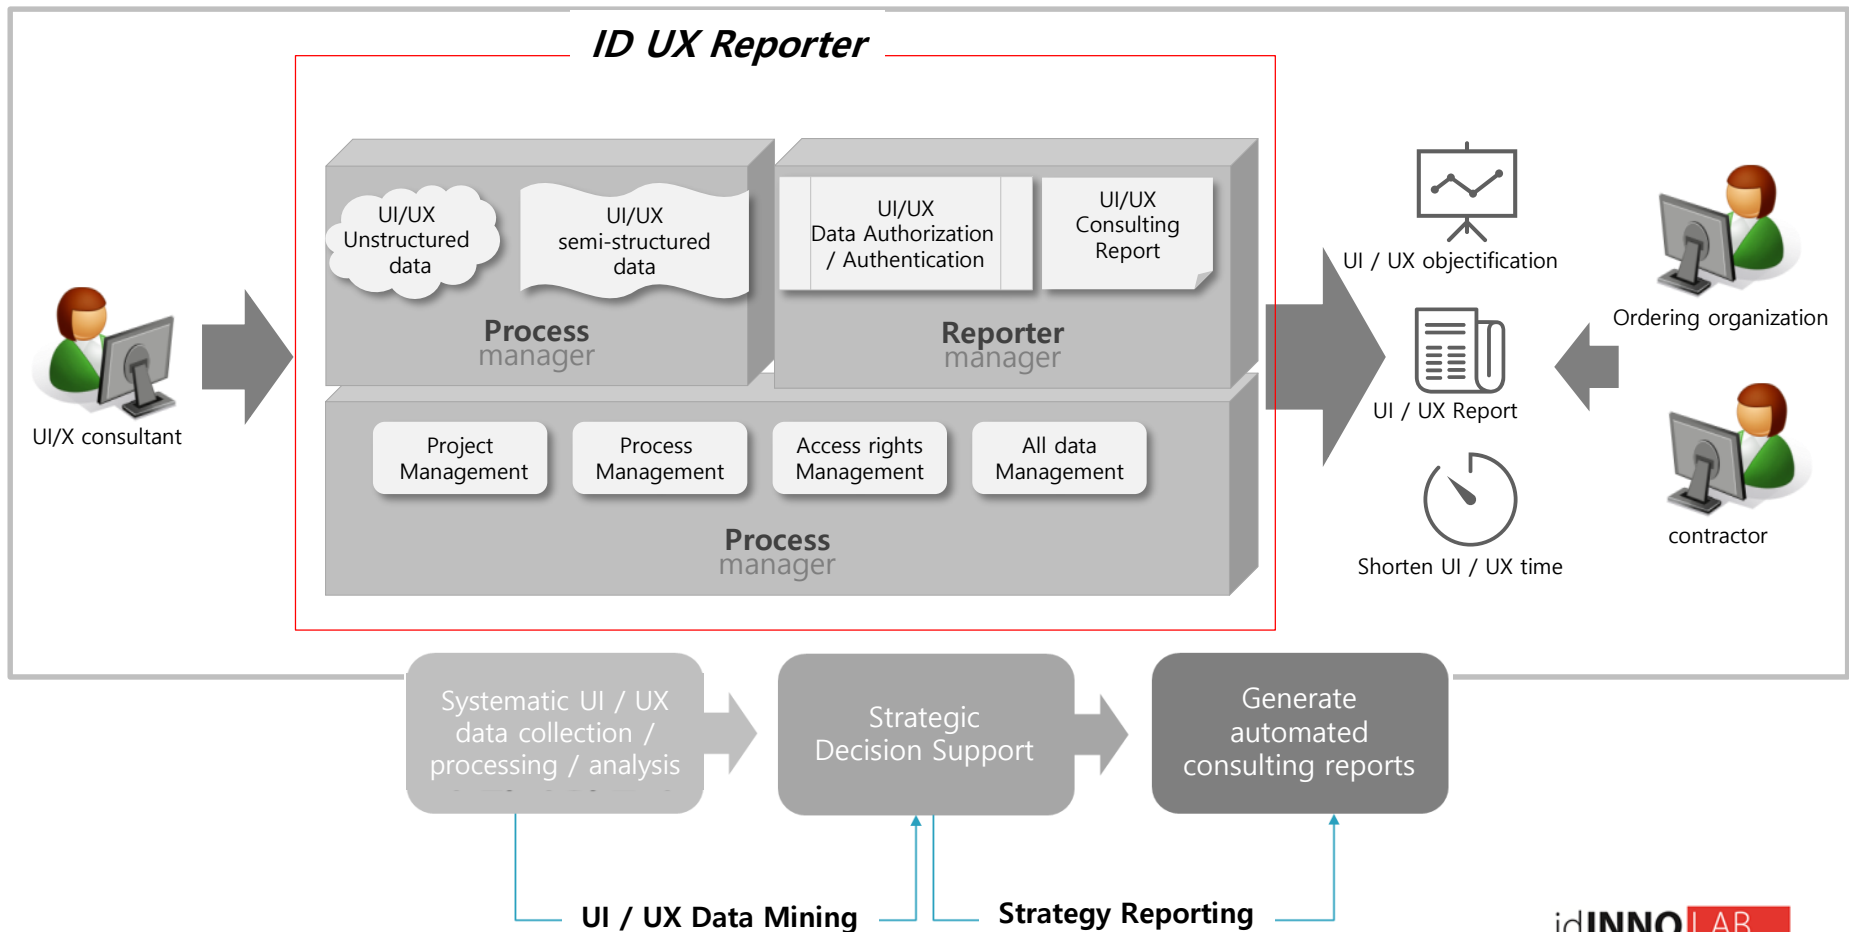 ID UX Reporter
UI/UX
Unstructured
data
UI/UX
semi-structured
data
UI/UX
Data Authorization
/ Authentication
UI/UX
Consulting
Report
Process
manager
Reporter
manager
Project
Management
Process
Management
Access rights
Management
All data
Management
Process
manager
UI/X consultant
UI / UX objectification
UI / UX Report
Shorten UI / UX time
Ordering organization
contractor
Systematic UI / UX
data collection /
processing / analysis
Strategic
Decision Support
Generate
automated
consulting reports
UI / UX Data Mining
Strategy Reporting
idINNO LAB